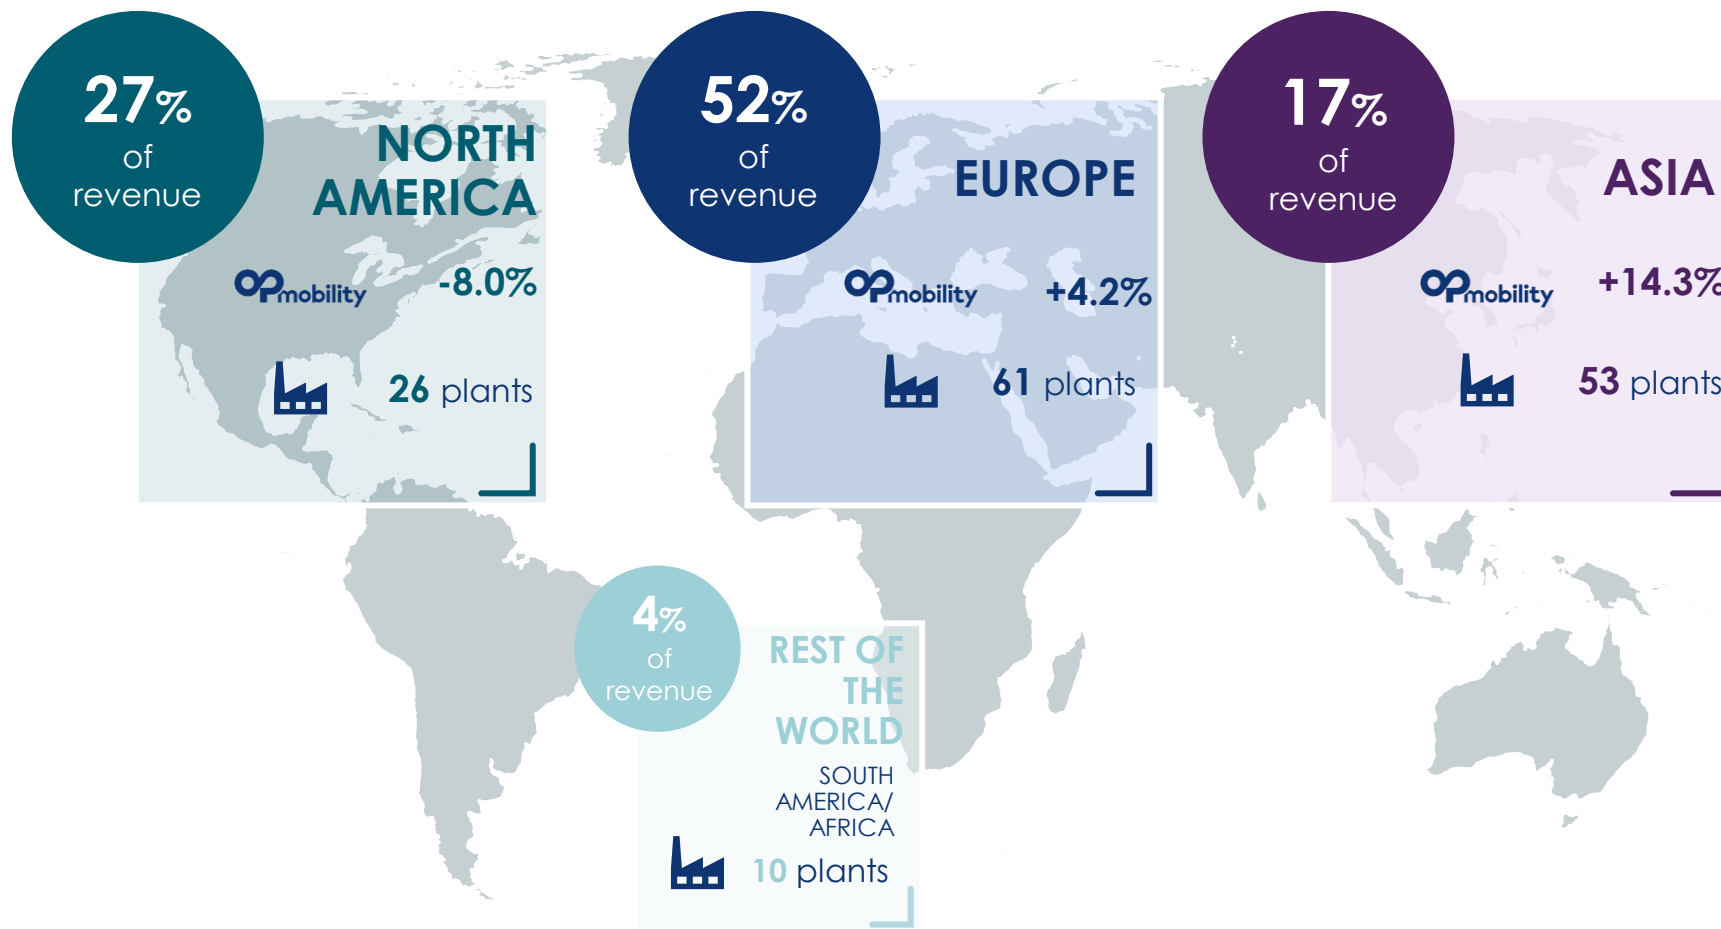 27%
of
revenue
NORTH
AMERICA
OPmobility
-8.0%
26 plants
52%
of
revenue
EUROPE
OPmobility
+4.2%
61 plants
17%
of
revenue
ASIA
OPmobility
+14.3%
53 plants
4%
of
revenue
REST OF
THE
WORLD
SOUTH
AMERICA/
AFRICA
10 plants